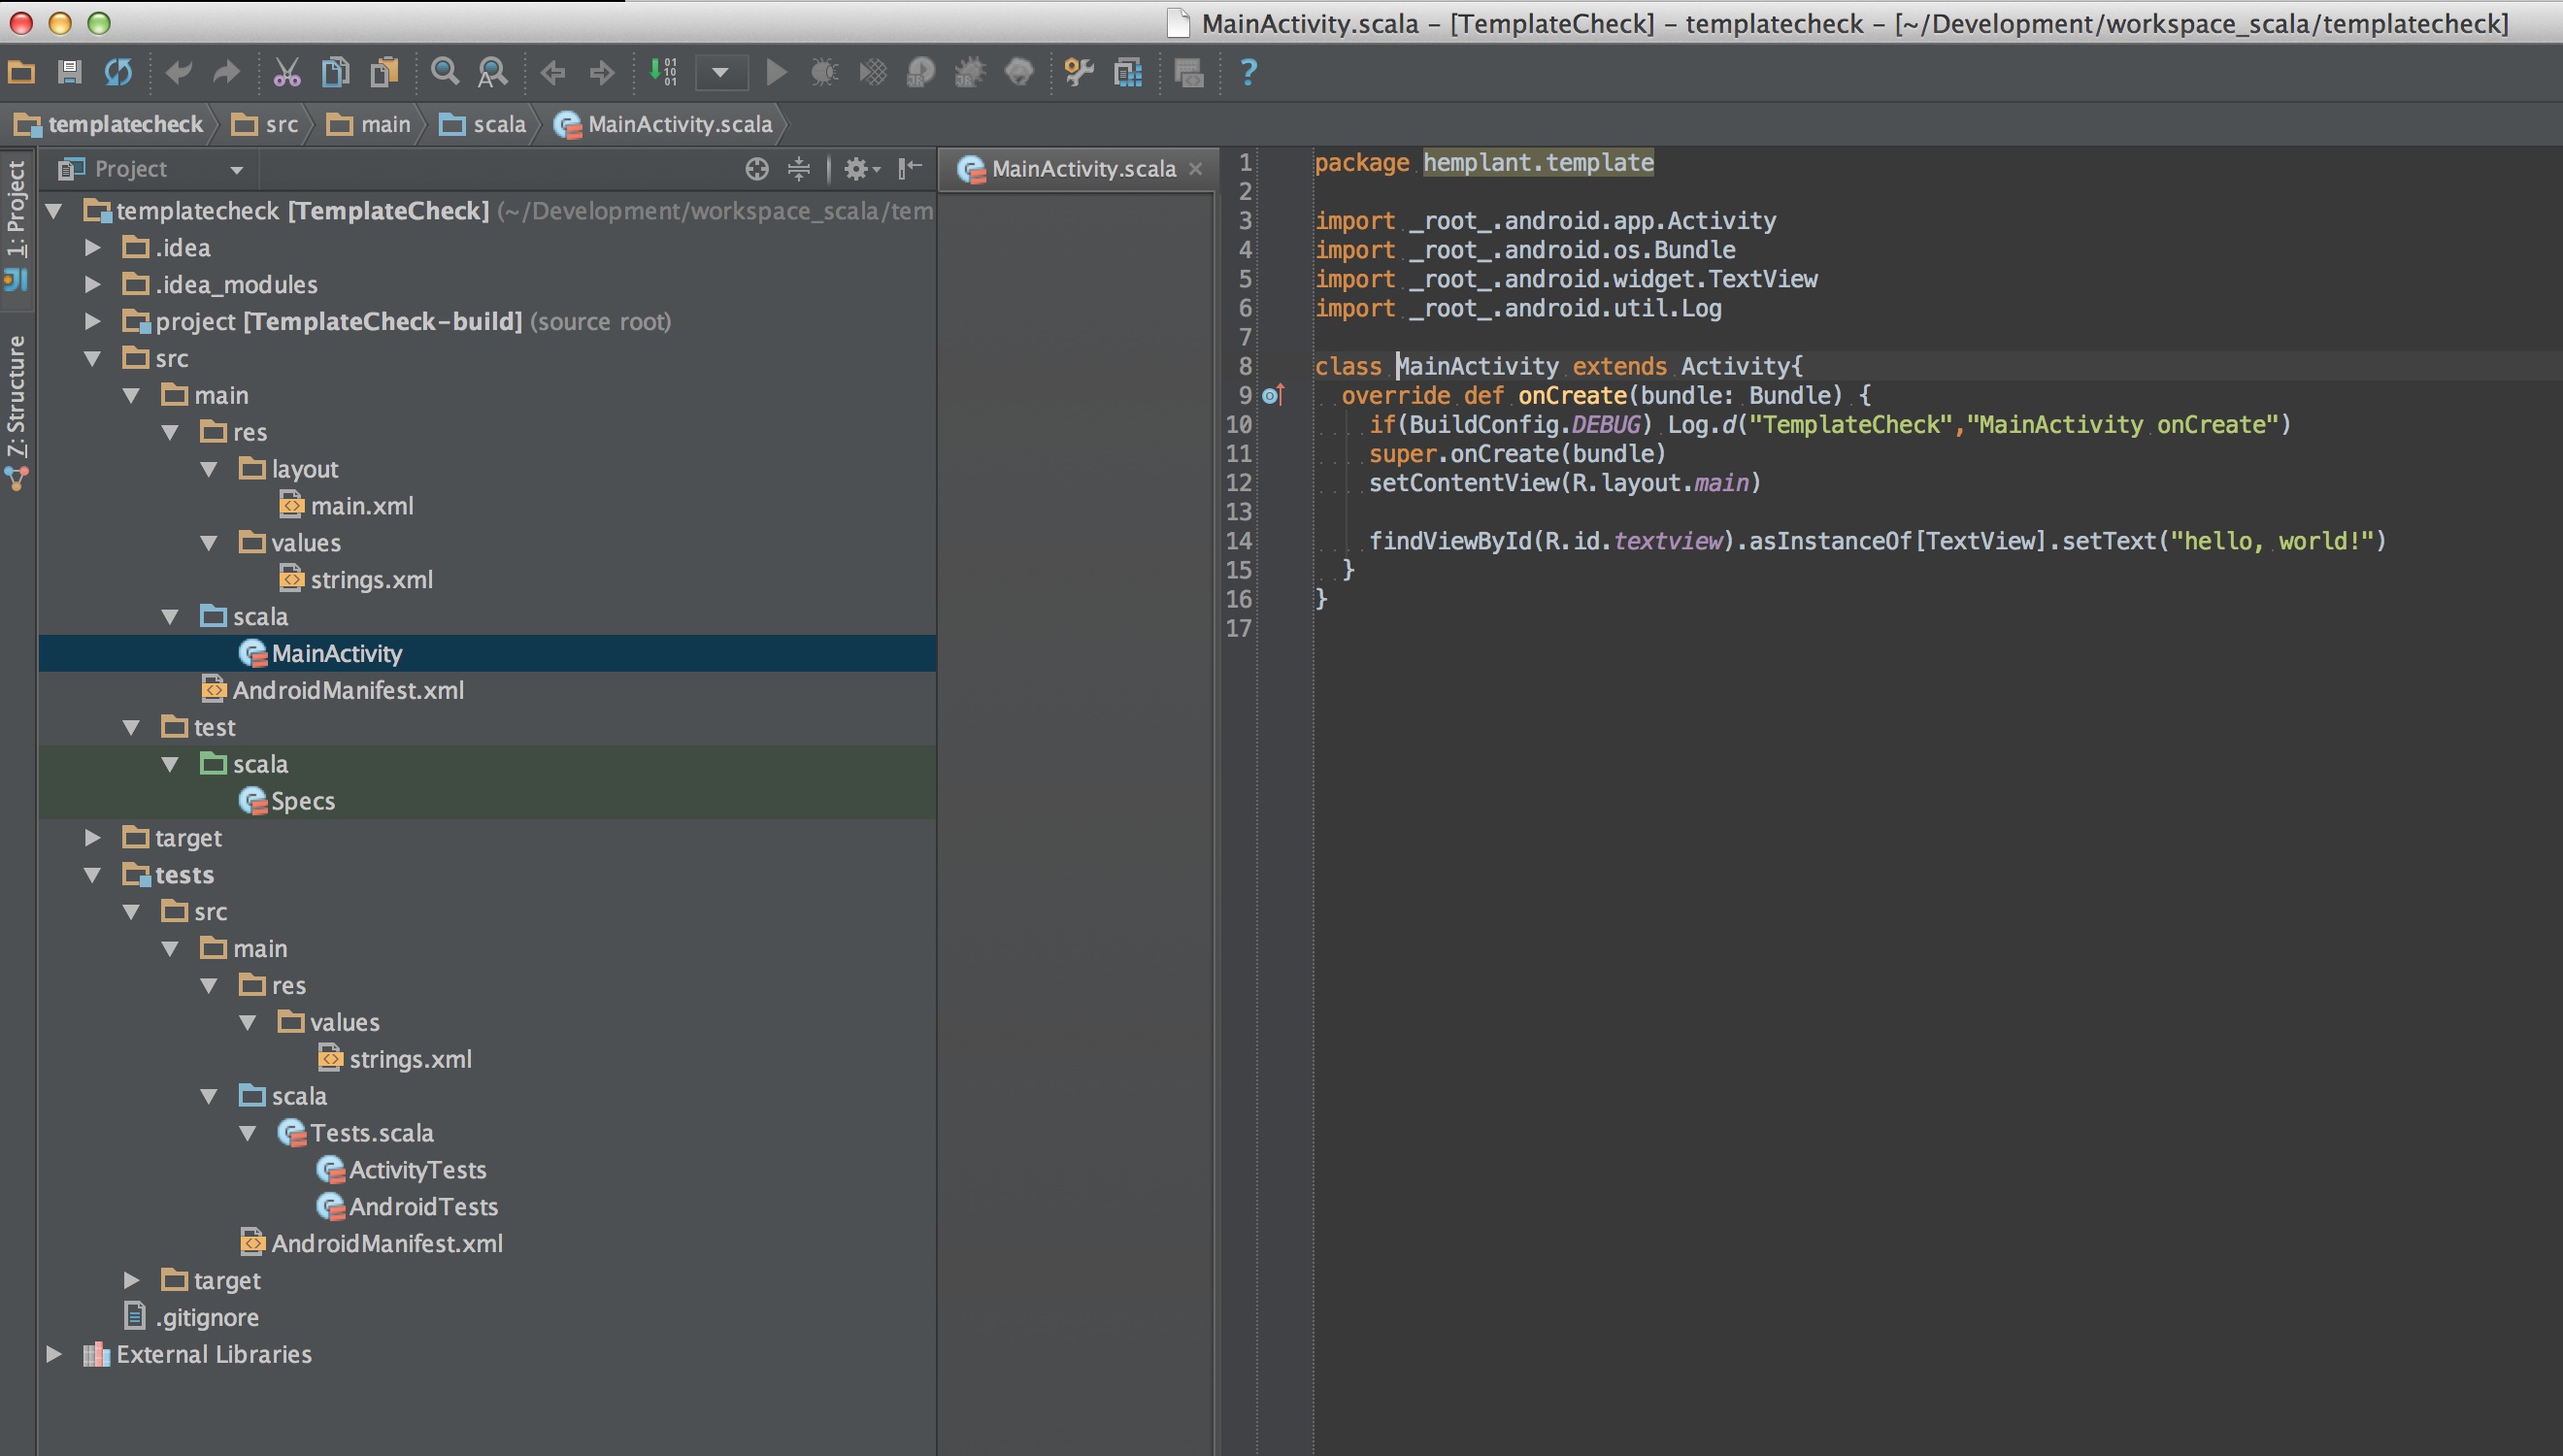 MainActivity.scala – [TemplateCheck] – templatecheck – [~/Development/workspace_scala/templatecheck]
templatecheck src main scala MainActivity.scala
1: Project
Z: Structure
Project
templatecheck [TemplateCheck] (~/Development/workspace_scala/tem
.idea
.idea_modules
project [TemplateCheck-build] (source root)
src
main
res
layout
main.xml
values
strings.xml
scala
MainActivity
AndroidManifest.xml
test
scala
Specs
target
tests
src
main
res
values
strings.xml
scala
Tests.scala
ActivityTests
AndroidTests
AndroidManifest.xml
target
.gitignore
External Libraries
MainActivity.scala
1 package hemplant.template
2
3 import _root_.android.app.Activity
4 import _root_.android.os.Bundle
5 import _root_.android.widget.TextView
6 import _root_.android.util.Log
7
8 class MainActivity extends Activity{
9 override def onCreate(bundle: Bundle) {
10 if(BuildConfig.DEBUG) Log.d("TemplateCheck","MainActivity onCreate")
11 super.onCreate(bundle)
12 setContentView(R.layout.main)
13
14 findViewById(R.id.textview).asInstanceOf[TextView].setText("hello, world!")
15 }
16 }
17